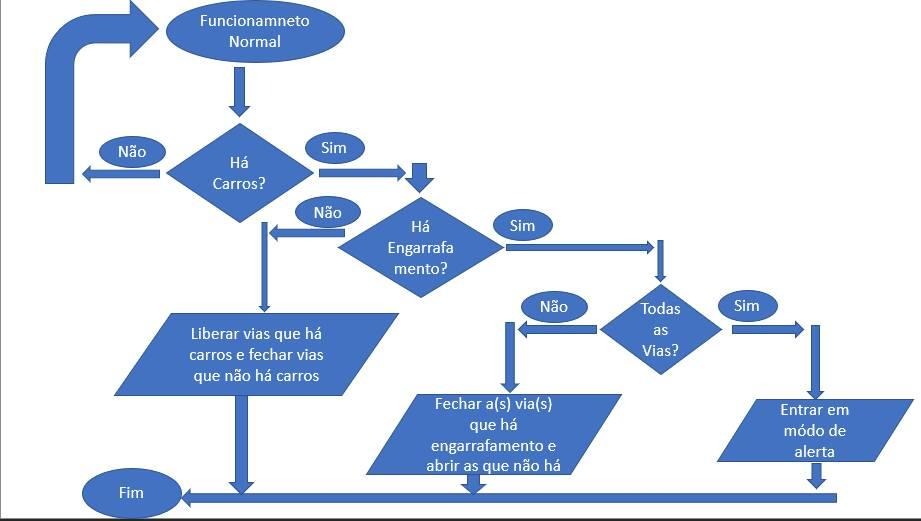 Funcionamneto
Normal
Não
Há
Carros?
Sim
Não
Há
Engarrafa
mento?
Sim
Não
Todas
as
Vias?
Sim
Liberar vias que há
carros e fechar vias
que não há carros
Fechar a(s) via(s)
que há
engarrafamento e
abrir as que não há
Entrar em
módo de
alerta
Fim